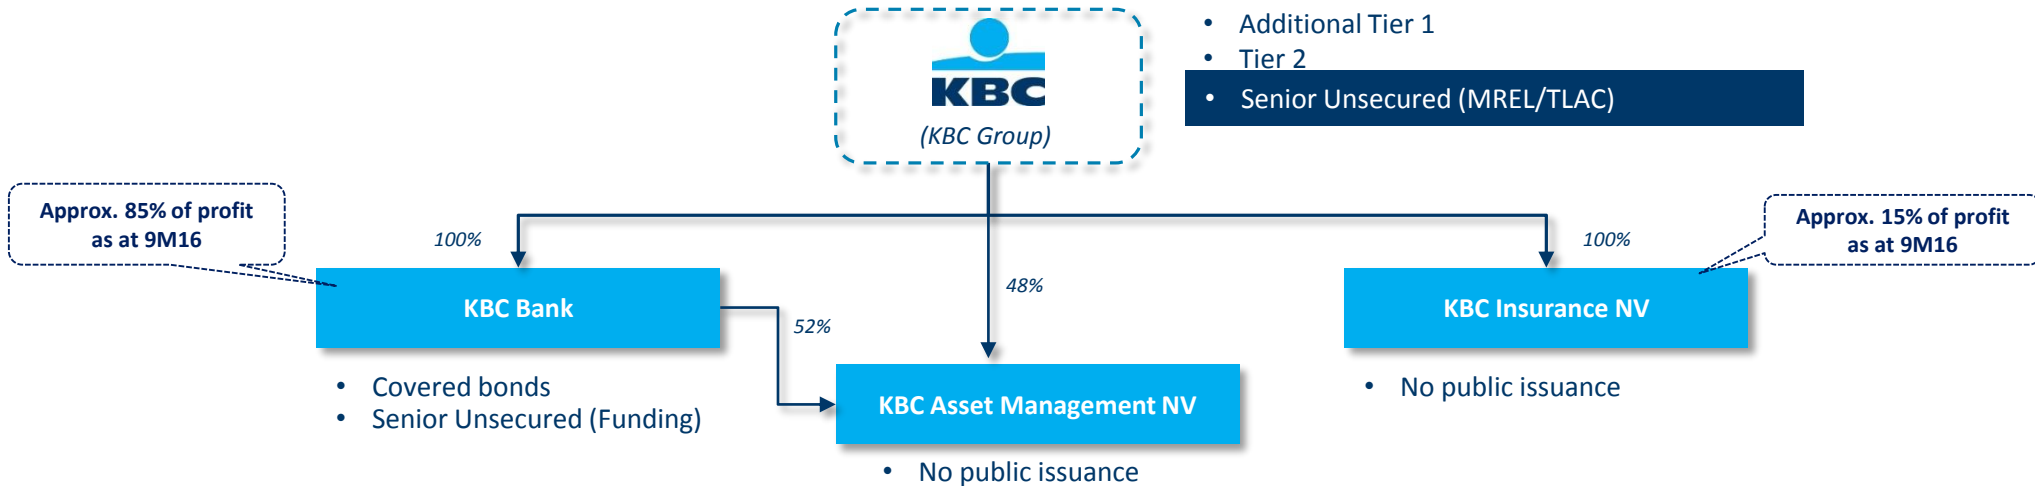 • Additional Tier 1
• Tier 2
• Senior Unsecured (MREL/TLAC)
KBC
(KBC Group)
Approx. 85% of profit
as at 9M16
Approx. 15% of profit
as at 9M16
100%
100%
48%
KBC Bank
52%
KBC Insurance NV
• Covered bonds
• Senior Unsecured (Funding)
KBC Asset Management NV
• No public issuance
• No public issuance